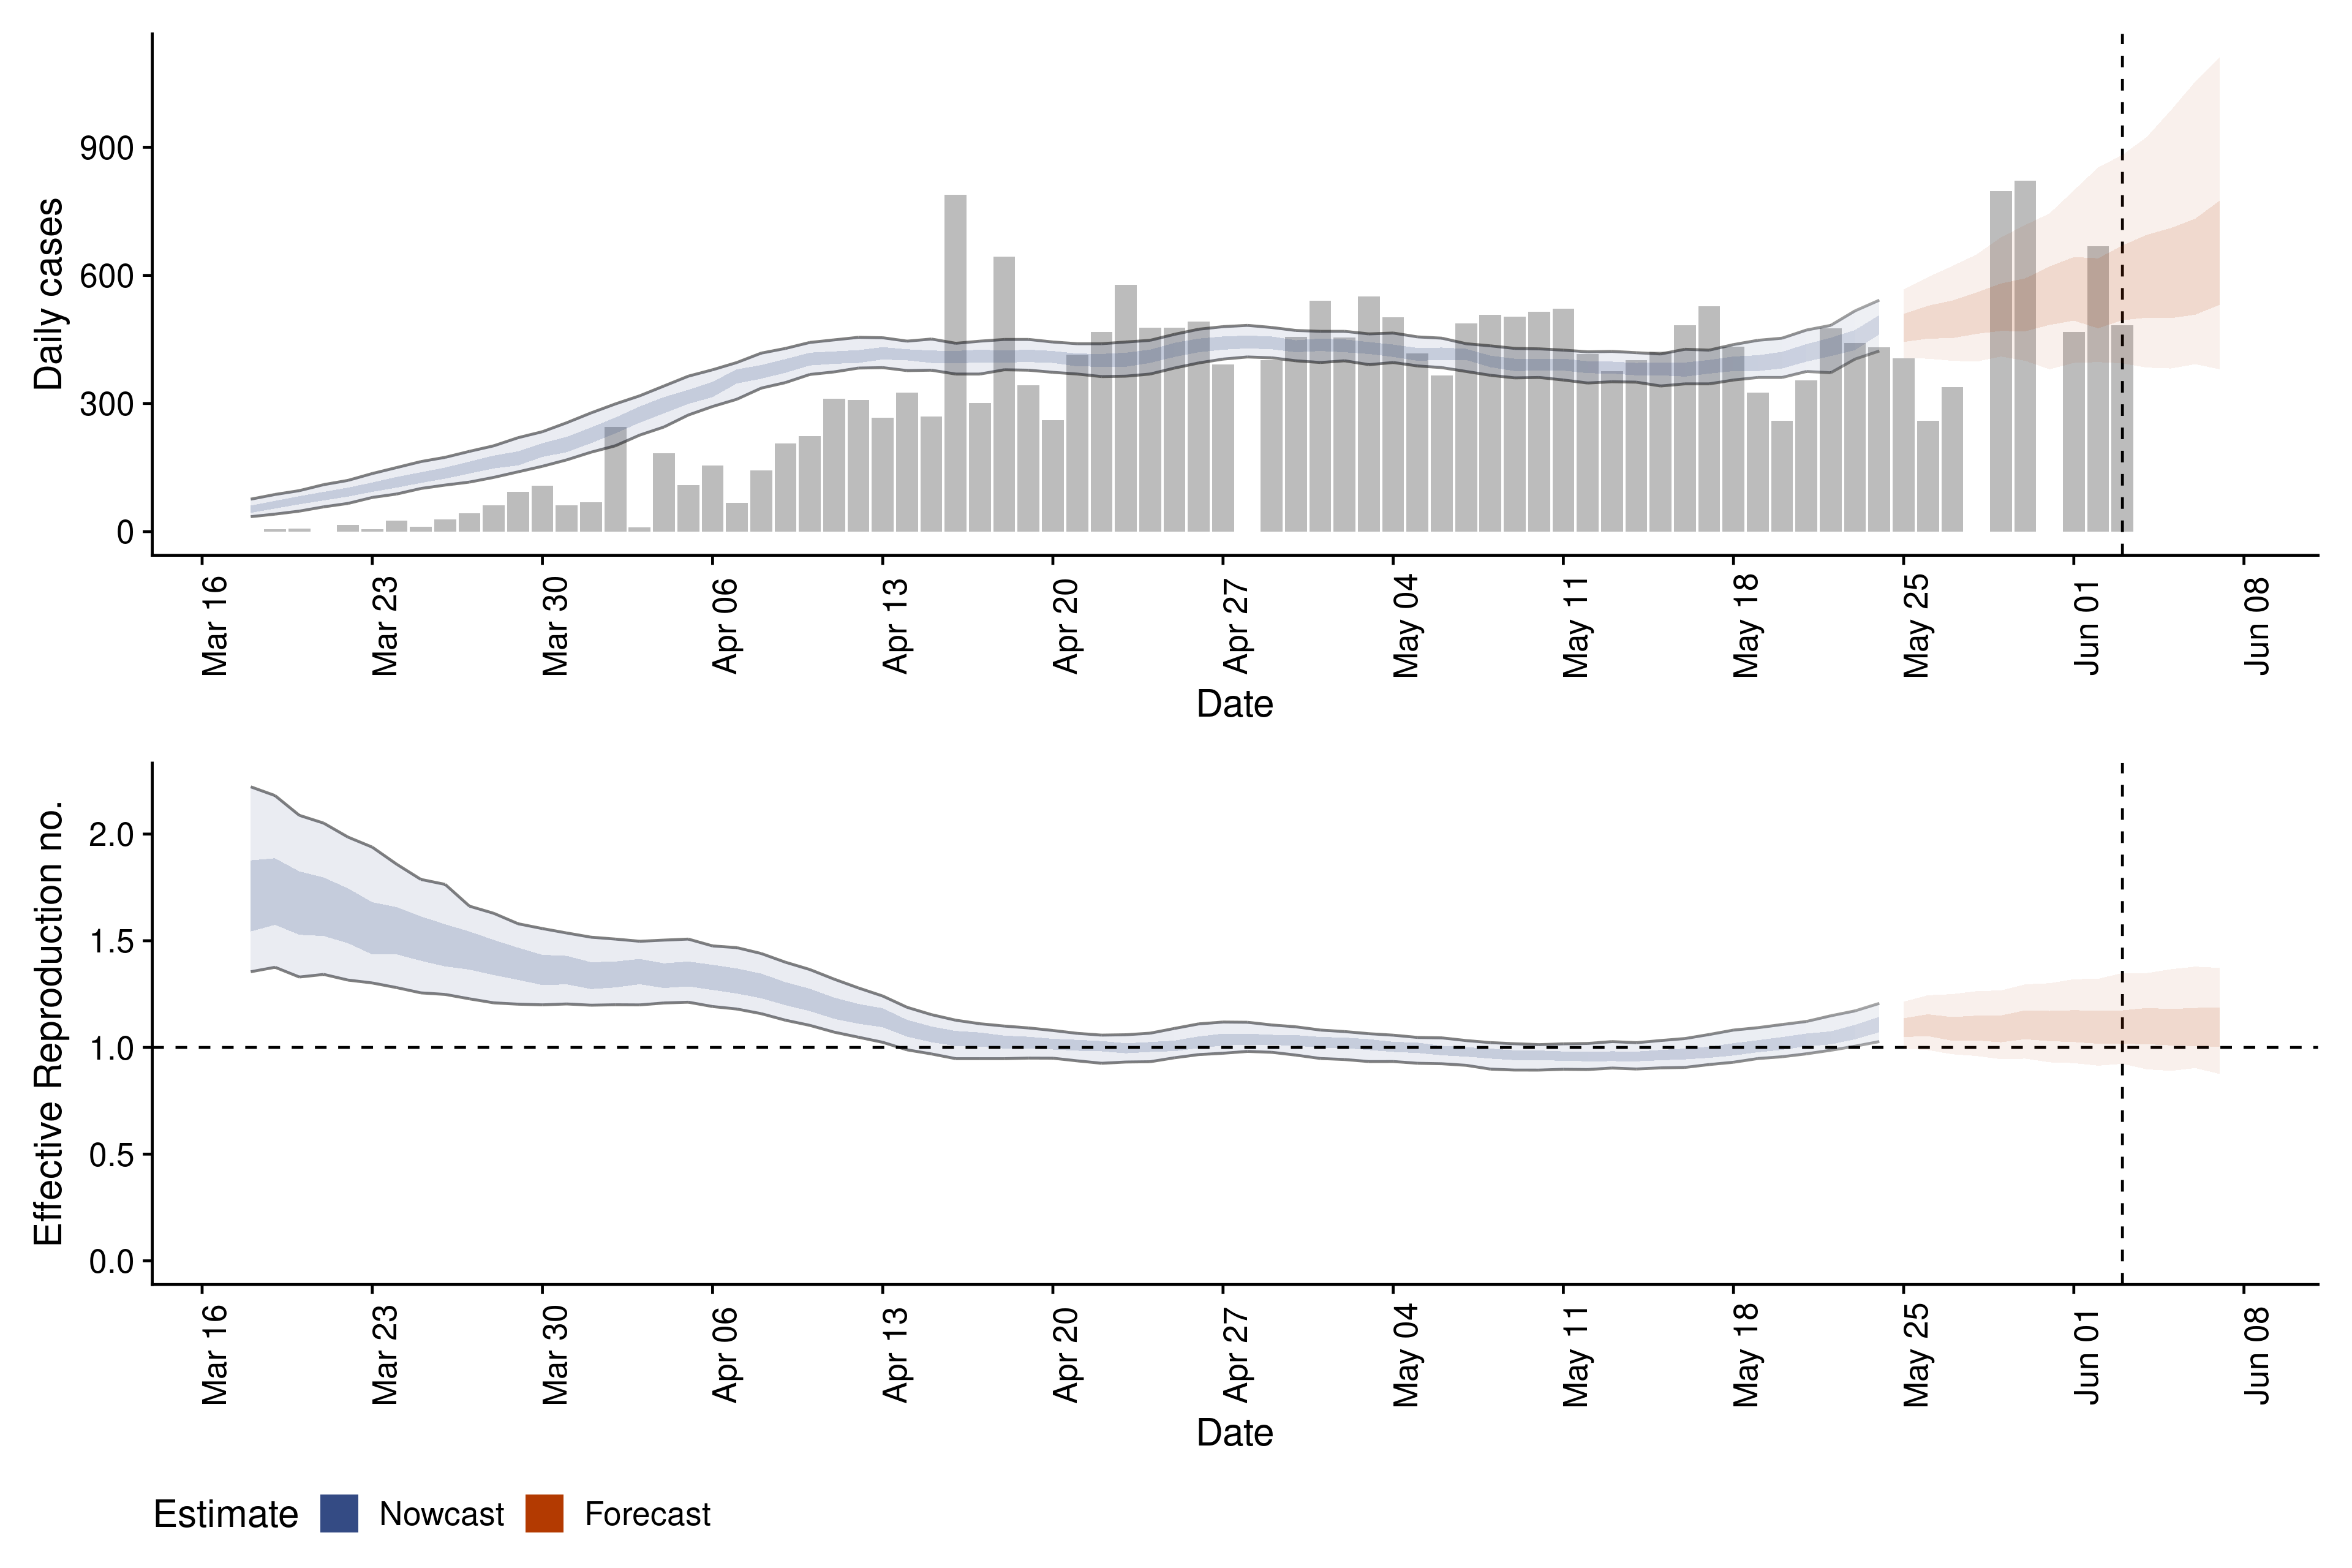 Daily cases
900
600
300
0
Mar 16
Mar 23
Mar 30
Apr 06
Apr 13
Apr 20
Apr 27
May 04
May 11
May 18
May 25
Jun 01
Jun 08
Date
Effective Reproduction no.
2.0
1.5
1.0
0.5
0.0
Mar 16
Mar 23
Mar 30
Apr 06
Apr 13
Apr 20
Apr 27
May 04
May 11
May 18
May 25
Jun 01
Jun 08
Date
Estimate Nowcast Forecast